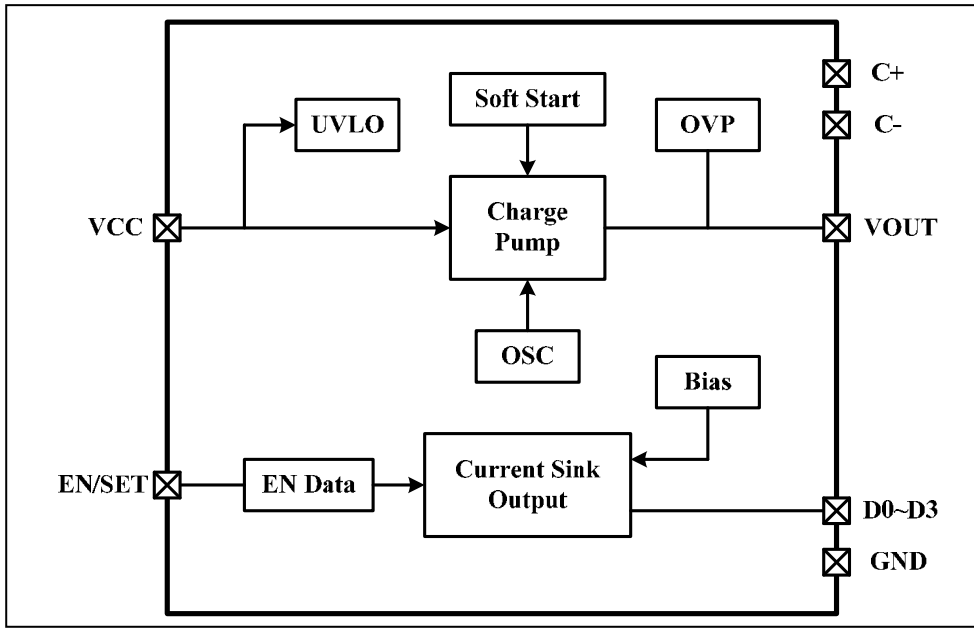 C+
Soft Start
UVLO
OVP
C-
VCC
Charge
Pump
VOUT
OSC
Bias
EN/SET
EN Data
Current Sink
Output
D0~D3
GND